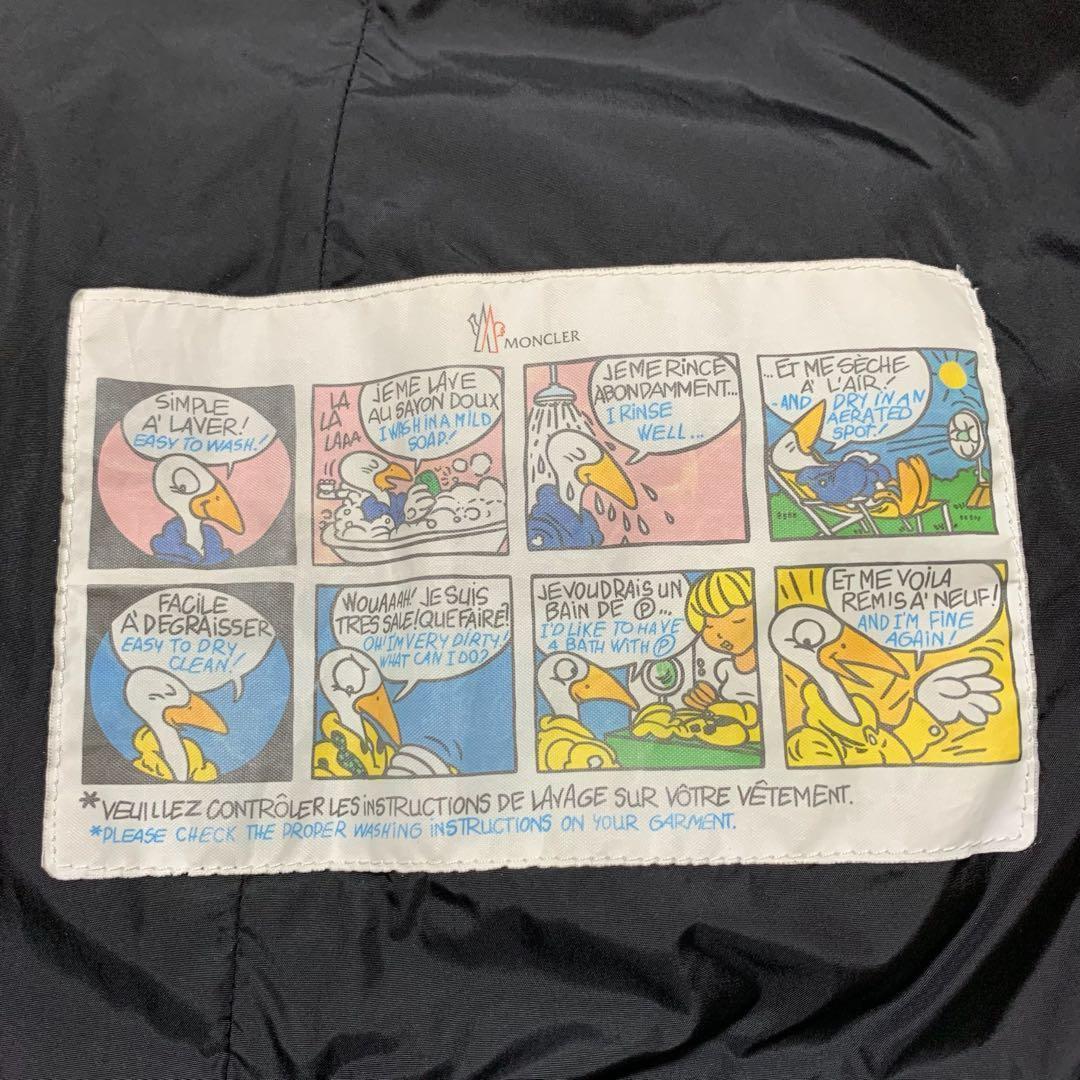 MONCLER
SIMPLE
A' LAVER!
EASY TO WASH!
LA
LA
LAAA
JE ME LAVE
AU SAVON DOUX
I WASH IN A MILD
SOAP!
JE ME RINCE
ABONDAMMENT...
I RINSE
WELL...
...ET ME SÈCHE
A' L'AIR!
-AND I DRY IN AN
AERATED
SPOT!
FACILE
A' DEGRAISSER
EASY TO DRY
CLEAN!
WOUAAAH! JE SUIS
TRES SALE! QUE FAIRE?
OH! I'M VERY DIRTY!
WHAT CAN I DO?
JE VOUDRAIS UN
BAIN DE Ⓟ...
I'D LIKE TO HAVE
A BATH WITH Ⓟ
ET ME VOILA
REMIS A' NEUF!
AND I'M FINE
AGAIN!
*VEUILLEZ CONTRÔLER LES INSTRUCTIONS DE LAVAGE SUR VÔTRE VÊTEMENT.
*PLEASE CHECK THE PROPER WASHING INSTRUCTIONS ON YOUR GARMENT.